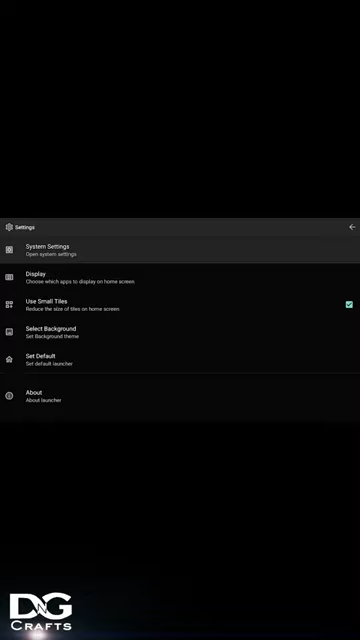 Settings
System Settings
Open system settings
Display
Choose which apps to display on home screen
Use Small Tiles
Reduce the size of tiles on home screen
Select Background
Set Background theme
Set Default
Set default launcher
About
About launcher
DNG
CRAFTS